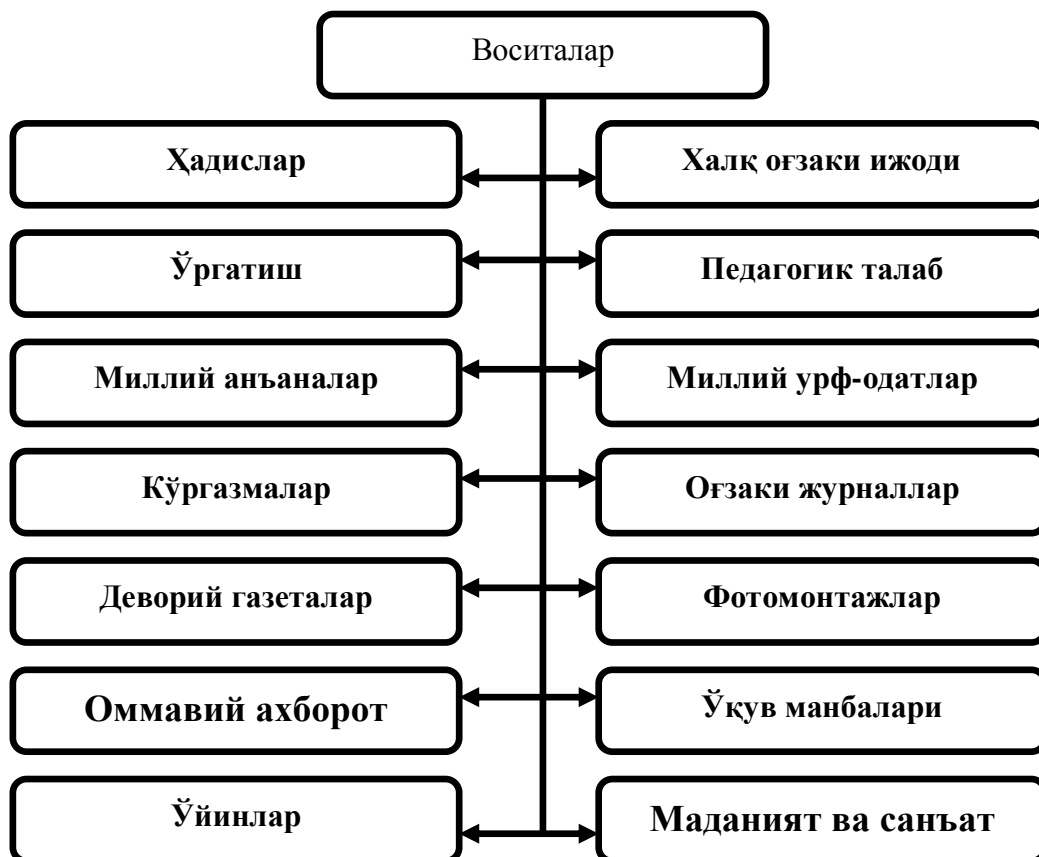 Воситалар
Ҳадислар
Халқ оғзаки ижоди
Ўргатиш
Педагогик талаб
Миллий анъаналар
Миллий урф-одатлар
Кўргазмалар
Оғзаки журналлар
Деворий газеталар
Фотомонтажлар
Оммавий ахборот
Ўқув манбалари
Ўйинлар
Маданият ва санъат